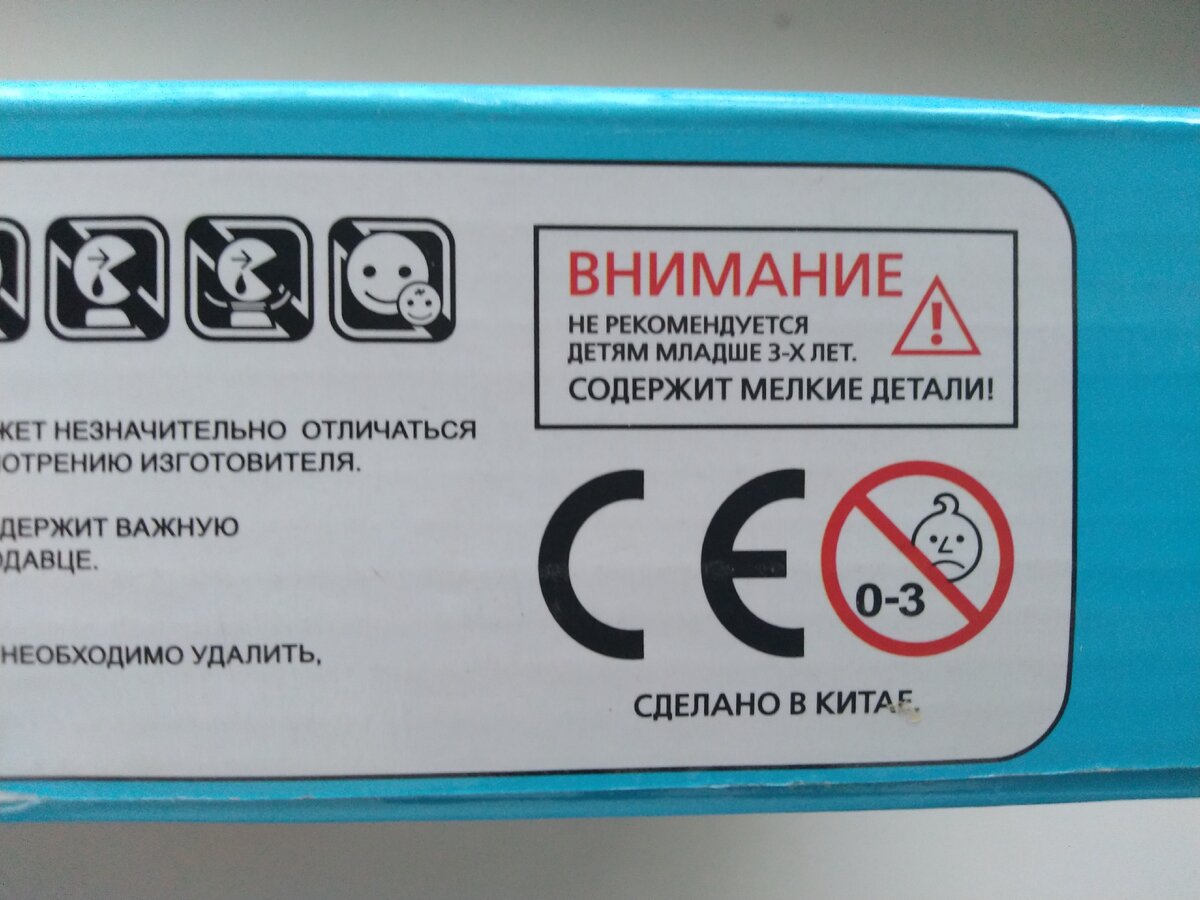 ВНИМАНИЕ
НЕ РЕКОМЕНДУЕТСЯ
ДЕТЯМ МЛАДШЕ 3-Х ЛЕТ.
СОДЕРЖИТ МЕЛКИЕ ДЕТАЛИ!
НЕЗНАЧИТЕЛЬНО ОТЛИЧАТЬСЯ
ИЗГОТОВИТЕЛЯ.
ВАЖНУЮ
НЕОБХОДИМО УДАЛИТЬ,
CE
0-3
СДЕЛАНО В КИТАЕ.